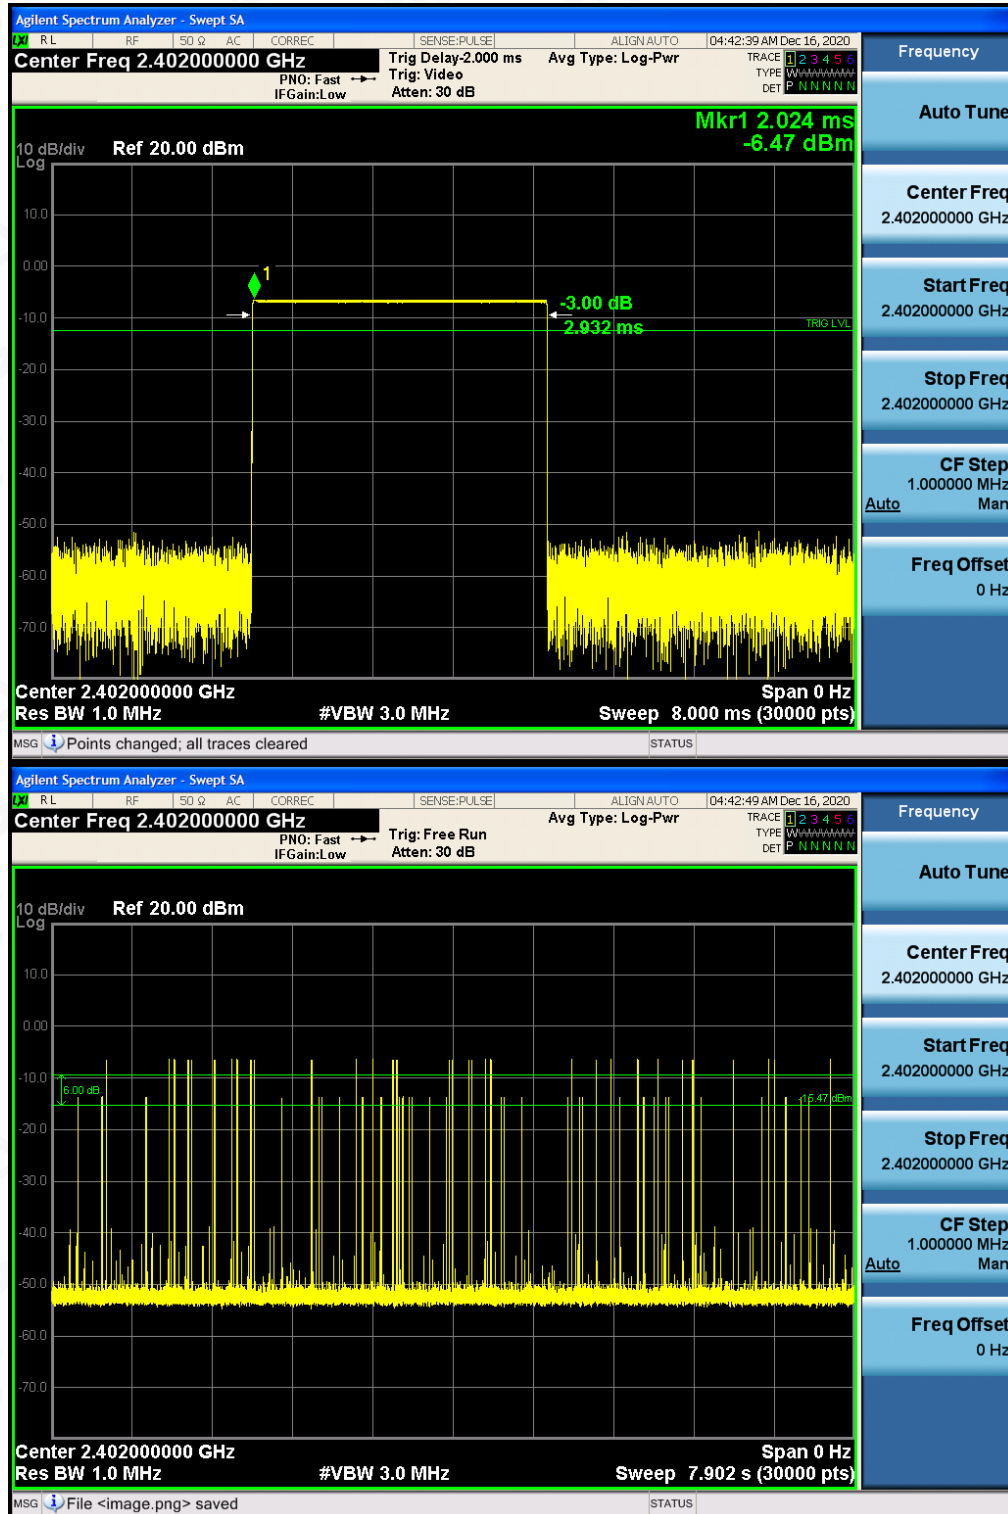 Agilent Spectrum Analyzer - Swept SA
LXI RL RF 50 Ω AC CORREC SENSE:PULSE ALIGN AUTO 04:42:39 AM Dec 16, 2020
Center Freq 2.402000000 GHz
PNO: Fast
IFGain:Low
Trig Delay-2.000 ms
Trig: Video
Atten: 30 dB
Avg Type: Log-Pwr
TRACE 1 2 3 4 5 6
TYPE W
DET P N N N N N
Mkr1 2.024 ms
-6.47 dBm
10 dB/div Ref 20.00 dBm
Log
10.0
0.00
-10.0
-20.0
-30.0
-40.0
-50.0
-60.0
-70.0
1
-3.00 dB
2.932 ms
TRIG LVL
Center 2.402000000 GHz Span 0 Hz
Res BW 1.0 MHz #VBW 3.0 MHz Sweep 8.000 ms (30000 pts)
MSG Points changed; all traces cleared STATUS
Frequency
Auto Tune
Center Freq
2.402000000 GHz
Start Freq
2.402000000 GHz
Stop Freq
2.402000000 GHz
CF Step
1.000000 MHz
Auto Man
Freq Offset
0 Hz
Agilent Spectrum Analyzer - Swept SA
LXI RL RF 50 Ω AC CORREC SENSE:PULSE ALIGN AUTO 04:42:49 AM Dec 16, 2020
Center Freq 2.402000000 GHz
PNO: Fast
IFGain:Low
Trig: Free Run
Atten: 30 dB
Avg Type: Log-Pwr
TRACE 1 2 3 4 5 6
TYPE W
DET P N N N N N
10 dB/div Ref 20.00 dBm
Log
10.0
0.00
-10.0
-20.0
-30.0
-40.0
-50.0
-60.0
-70.0
6.00 dB
-15.47 dBm
Center 2.402000000 GHz Span 0 Hz
Res BW 1.0 MHz #VBW 3.0 MHz Sweep 7.902 s (30000 pts)
MSG File <image.png> saved STATUS
Frequency
Auto Tune
Center Freq
2.402000000 GHz
Start Freq
2.402000000 GHz
Stop Freq
2.402000000 GHz
CF Step
1.000000 MHz
Auto Man
Freq Offset
0 Hz